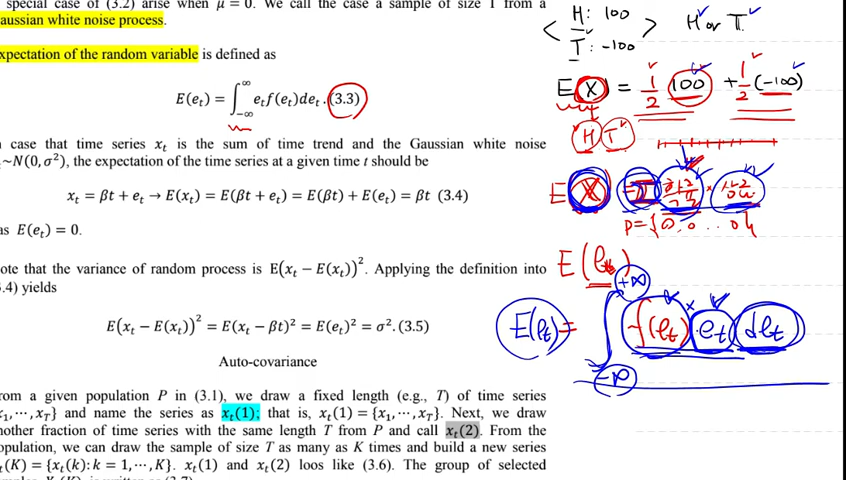 special case of (3.2) arise when μ = 0. We call the case a sample of size T from a
aussian white noise process.
xpectation of the random variable is defined as
E(e_t) = ∫_{-∞}^{∞} e_t f(e_t)de_t. (3.3)
case that time series x_t is the sum of time trend and the Gaussian white noise
~N(0, σ²), the expectation of the time series at a given time t should be
x_t = βt + e_t → E(x_t) = E(βt + e_t) = E(βt) + E(e_t) = βt (3.4)
as E(e_t) = 0.
ote that the variance of random process is E(x_t − E(x_t))². Applying the definition into
.4) yields
E(x_t − E(x_t))² = E(x_t − βt)² = E(e_t)² = σ². (3.5)
Auto-covariance
rom a given population P in (3.1), we draw a fixed length (e.g., T) of time series
x_1, ⋯, x_T} and name the series as x_t(1); that is, x_t(1) = {x_1, ⋯, x_T}. Next, we draw
nother fraction of time series with the same length T from P and call x_t(2). From the
opulation, we can draw the sample of size T as many as K times and build a new series
_t(K) = {x_t(k): k = 1, ⋯, K}. x_t(1) and x_t(2) loos like (3.6). The group of selected
H: 100
T: -100
H or T
E(X) = 1/2 100 + 1/2 (-100)
H T
E X =
E(e_t)
+∞
E(e_t) = ∫ f(e_t) × e_t de_t
-∞